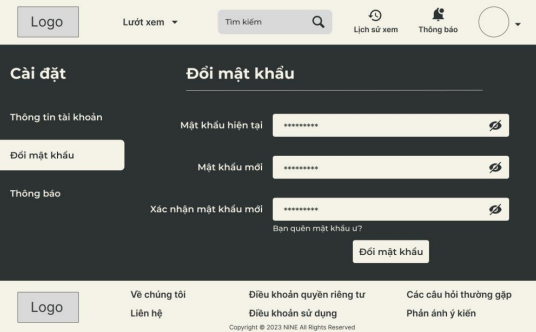 Logo
Lướt xem
Tìm kiếm
Lịch sử xem
Thông báo
Cài đặt
Đổi mật khẩu
Thông tin tài khoản
Mật khẩu hiện tại
*********
Đổi mật khẩu
Mật khẩu mới
*********
Thông báo
Xác nhận mật khẩu mới
*********
Bạn quên mật khẩu ư?
Đổi mật khẩu
Logo
Về chúng tôi
Điều khoản quyền riêng tư
Các câu hỏi thường gặp
Liên hệ
Điều khoản sử dụng
Phản ánh ý kiến
Copyright © 2023 NINE All Rights Reserved